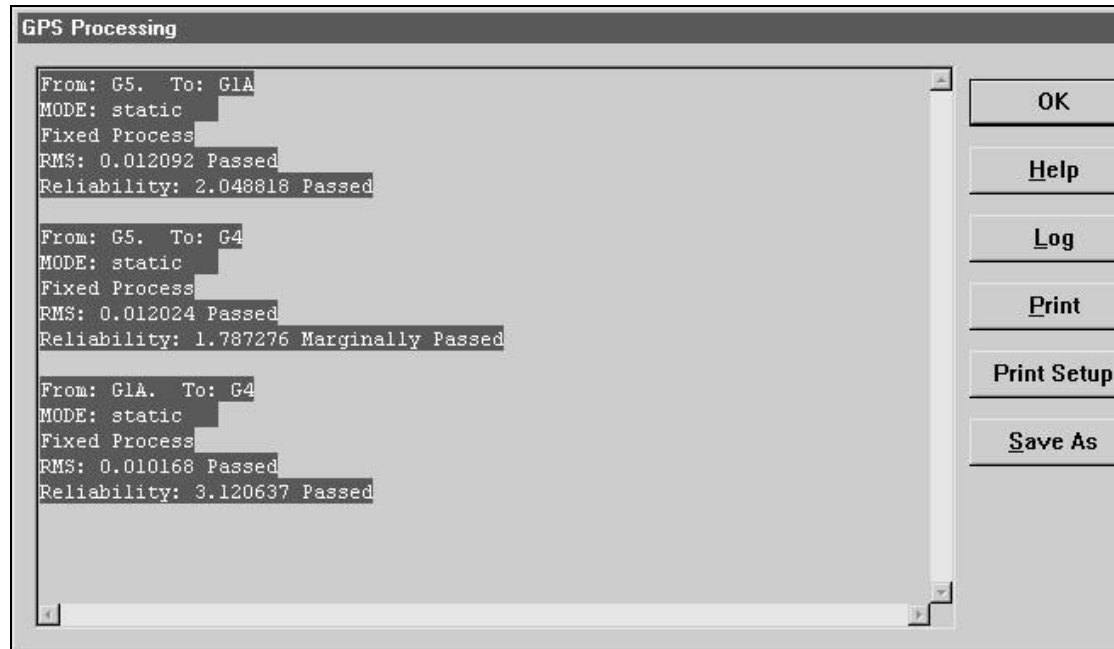 GPS Processing
From: G5.  To: G1A
MODE: static
Fixed Process
RMS: 0.012092 Passed
Reliability: 2.048818 Passed
From: G5.  To: G4
MODE: static
Fixed Process
RMS: 0.012024 Passed
Reliability: 1.787276 Marginally Passed
From: G1A.  To: G4
MODE: static
Fixed Process
RMS: 0.010168 Passed
Reliability: 3.120637 Passed
OK
Help
Log
Print
Print Setup
Save As